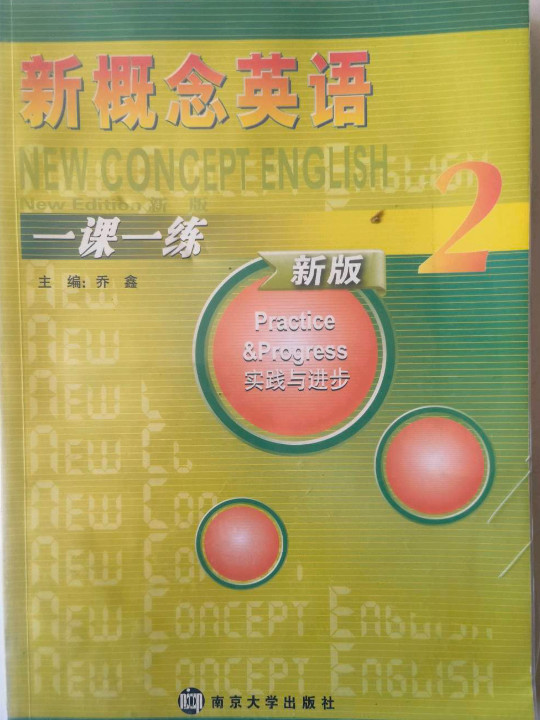 新概念英语
NEW CONCEPT ENGLISH
New Edition 新 版
2
一课一练
主 编: 乔 鑫
新版
Practice
&Progress
实践与进步
NEW CONCEPT ENGLISH
NEW CONCEPT ENGLISH
南京大学出版社